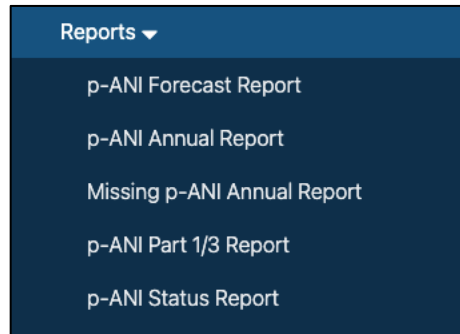 Reports
p-ANI Forecast Report
p-ANI Annual Report
Missing p-ANI Annual Report
p-ANI Part 1/3 Report
p-ANI Status Report